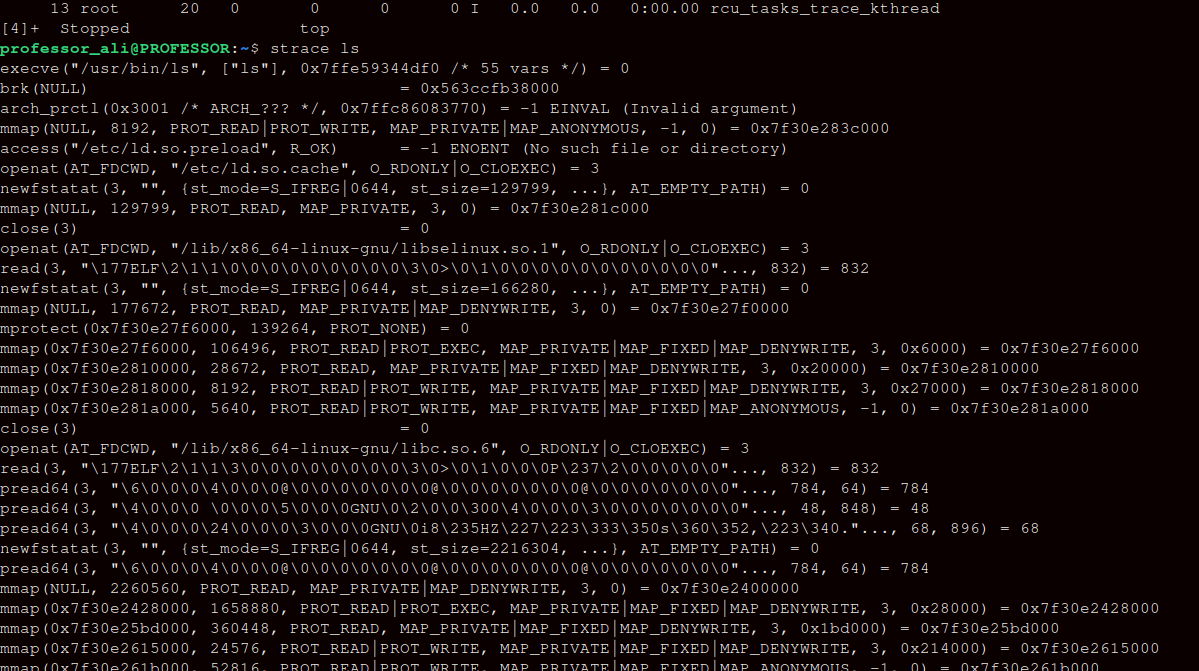 13 root      20   0       0      0      0 I   0.0   0.0   0:00.00 rcu_tasks_trace_kthread
[4]+  Stopped                 top
professor_ali@PROFESSOR:~$ strace ls
execve("/usr/bin/ls", ["ls"], 0x7ffe59344df0 /* 55 vars */) = 0
brk(NULL)                               = 0x563ccfb38000
arch_prctl(0x3001 /* ARCH_??? */, 0x7ffc86083770) = -1 EINVAL (Invalid argument)
mmap(NULL, 8192, PROT_READ|PROT_WRITE, MAP_PRIVATE|MAP_ANONYMOUS, -1, 0) = 0x7f30e283c000
access("/etc/ld.so.preload", R_OK)      = -1 ENOENT (No such file or directory)
openat(AT_FDCWD, "/etc/ld.so.cache", O_RDONLY|O_CLOEXEC) = 3
newfstatat(3, "", {st_mode=S_IFREG|0644, st_size=129799, ...}, AT_EMPTY_PATH) = 0
mmap(NULL, 129799, PROT_READ, MAP_PRIVATE, 3, 0) = 0x7f30e281c000
close(3)                                = 0
openat(AT_FDCWD, "/lib/x86_64-linux-gnu/libselinux.so.1", O_RDONLY|O_CLOEXEC) = 3
read(3, "\177ELF\2\1\1\0\0\0\0\0\0\0\0\0\3\0>\0\1\0\0\0\0\0\0\0\0\0\0\0"..., 832) = 832
newfstatat(3, "", {st_mode=S_IFREG|0644, st_size=166280, ...}, AT_EMPTY_PATH) = 0
mmap(NULL, 177672, PROT_READ, MAP_PRIVATE|MAP_DENYWRITE, 3, 0) = 0x7f30e27f0000
mprotect(0x7f30e27f6000, 139264, PROT_NONE) = 0
mmap(0x7f30e27f6000, 106496, PROT_READ|PROT_EXEC, MAP_PRIVATE|MAP_FIXED|MAP_DENYWRITE, 3, 0x6000) = 0x7f30e27f6000
mmap(0x7f30e2810000, 28672, PROT_READ, MAP_PRIVATE|MAP_FIXED|MAP_DENYWRITE, 3, 0x20000) = 0x7f30e2810000
mmap(0x7f30e2818000, 8192, PROT_READ|PROT_WRITE, MAP_PRIVATE|MAP_FIXED|MAP_DENYWRITE, 3, 0x27000) = 0x7f30e2818000
mmap(0x7f30e281a000, 5640, PROT_READ|PROT_WRITE, MAP_PRIVATE|MAP_FIXED|MAP_ANONYMOUS, -1, 0) = 0x7f30e281a000
close(3)                                = 0
openat(AT_FDCWD, "/lib/x86_64-linux-gnu/libc.so.6", O_RDONLY|O_CLOEXEC) = 3
read(3, "\177ELF\2\1\1\3\0\0\0\0\0\0\0\0\3\0>\0\1\0\0\0P\237\2\0\0\0\0\0"..., 832) = 832
pread64(3, "\6\0\0\0\4\0\0\0@\0\0\0\0\0\0\0@\0\0\0\0\0\0\0@\0\0\0\0\0\0\0"..., 784, 64) = 784
pread64(3, "\4\0\0\0 \0\0\0\5\0\0\0GNU\0\2\0\0\300\4\0\0\0\3\0\0\0\0\0\0\0"..., 48, 848) = 48
pread64(3, "\4\0\0\0\24\0\0\0\3\0\0\0GNU\0i8\235HZ\227\223\333\350s\360\352,\223\340."..., 68, 896) = 68
newfstatat(3, "", {st_mode=S_IFREG|0644, st_size=2216304, ...}, AT_EMPTY_PATH) = 0
pread64(3, "\6\0\0\0\4\0\0\0@\0\0\0\0\0\0\0@\0\0\0\0\0\0\0@\0\0\0\0\0\0\0"..., 784, 64) = 784
mmap(NULL, 2260560, PROT_READ, MAP_PRIVATE|MAP_DENYWRITE, 3, 0) = 0x7f30e2400000
mmap(0x7f30e2428000, 1658880, PROT_READ|PROT_EXEC, MAP_PRIVATE|MAP_FIXED|MAP_DENYWRITE, 3, 0x28000) = 0x7f30e2428000
mmap(0x7f30e25bd000, 360448, PROT_READ, MAP_PRIVATE|MAP_FIXED|MAP_DENYWRITE, 3, 0x1bd000) = 0x7f30e25bd000
mmap(0x7f30e2615000, 24576, PROT_READ|PROT_WRITE, MAP_PRIVATE|MAP_FIXED|MAP_DENYWRITE, 3, 0x214000) = 0x7f30e2615000
mmap(0x7f30e261b000, 52816, PROT_READ|PROT_WRITE, MAP_PRIVATE|MAP_FIXED|MAP_ANONYMOUS, -1, 0) = 0x7f30e261b000